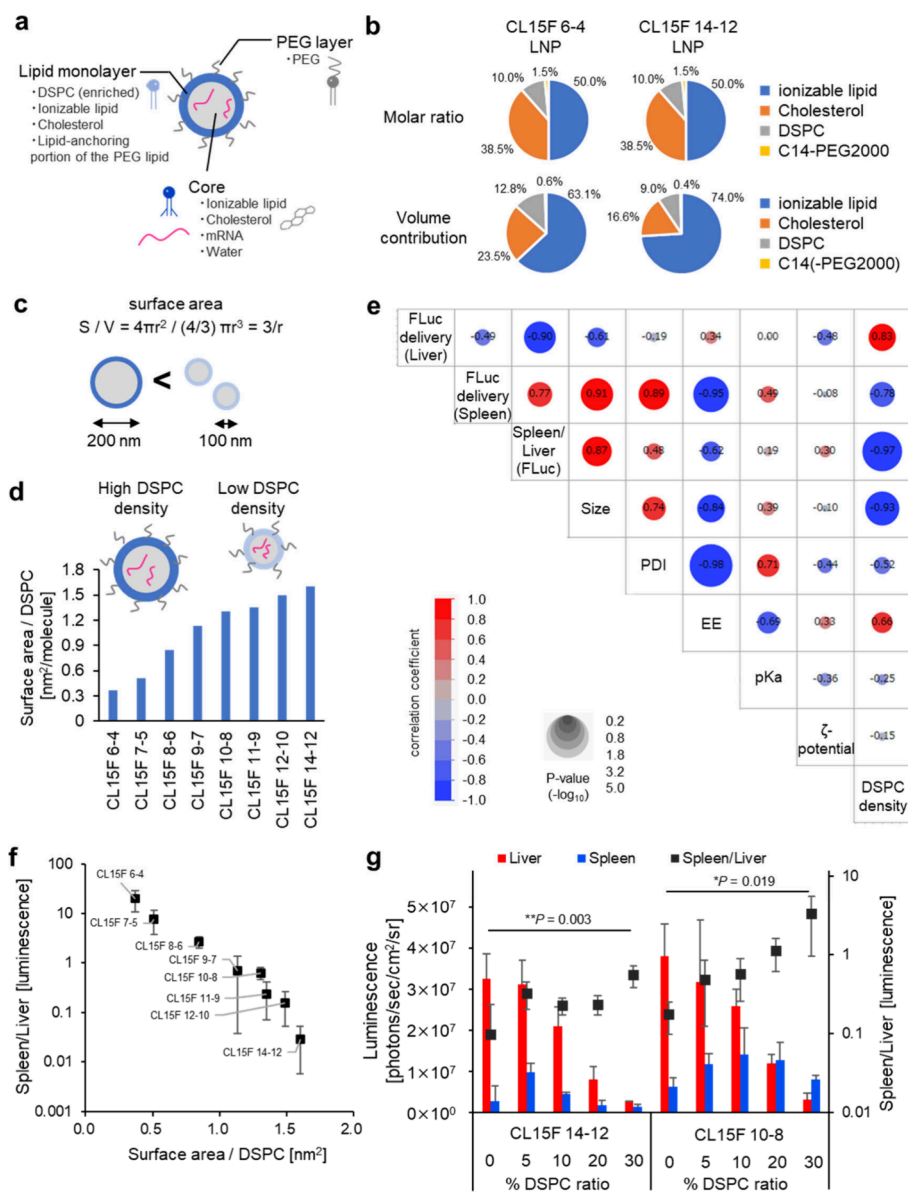 a
PEG layer
・PEG
Lipid monolayer
・DSPC (enriched)
・Ionizable lipid
・Cholesterol
・Lipid-anchoring
portion of the PEG lipid
Core
・Ionizable lipid
・Cholesterol
・mRNA
・Water
b
CL15F 6-4
LNP
CL15F 14-12
LNP
Molar ratio
10.0%
1.5%
50.0%
38.5%
10.0%
1.5%
50.0%
38.5%
ionizable lipid
Cholesterol
DSPC
C14-PEG2000
Volume
contribution
12.8%
0.6%
63.1%
23.5%
9.0%
0.4%
74.0%
16.6%
ionizable lipid
Cholesterol
DSPC
C14(-PEG2000)
c
surface area
S / V = 4πr² / (4/3) πr³ = 3/r
<
200 nm
100 nm
d
High DSPC
density
Low DSPC
density
Surface area / DSPC
[nm²/molecule]
1.8
1.5
1.2
0.9
0.6
0.3
0
CL15F 6-4
CL15F 7-5
CL15F 8-6
CL15F 9-7
CL15F 10-8
CL15F 11-9
CL15F 12-10
CL15F 14-12
e
FLuc
delivery
(Liver)
-0.49
-0.90
-0.61
-0.19
0.34
0.00
-0.48
0.83
FLuc
delivery
(Spleen)
0.77
0.91
0.89
-0.95
0.49
-0.08
-0.78
Spleen/
Liver
(FLuc)
0.87
0.48
-0.62
0.19
0.30
-0.97
Size
0.74
-0.84
0.39
-0.10
-0.93
PDI
-0.98
0.71
-0.44
-0.52
EE
-0.69
0.33
0.66
pKa
-0.36
-0.25
ζ-
potential
-0.15
DSPC
density
correlation coefficient
1.0
0.8
0.6
0.4
0.2
0.0
-0.2
-0.4
-0.6
-0.8
-1.0
0.2
0.8
1.8
3.2
5.0
P-value
(-log₁₀)
f
Spleen/Liver [luminescence]
100
10
1
0.1
0.01
0.001
CL15F 6-4
CL15F 7-5
CL15F 8-6
CL15F 9-7
CL15F 10-8
CL15F 11-9
CL15F 12-10
CL15F 14-12
0.0
0.5
1.0
1.5
2.0
Surface area / DSPC [nm²]
g
Liver
Spleen
Spleen/Liver
Luminescence
[photons/sec/cm²/sr]
5×10⁷
4×10⁷
3×10⁷
2×10⁷
1×10⁷
0×10⁰
**P = 0.003
*P = 0.019
10
1
0.1
0.01
Spleen/Liver [luminescence]
CL15F 14-12
CL15F 10-8
0 5 10 20 30
0 5 10 20 30
% DSPC ratio
% DSPC ratio